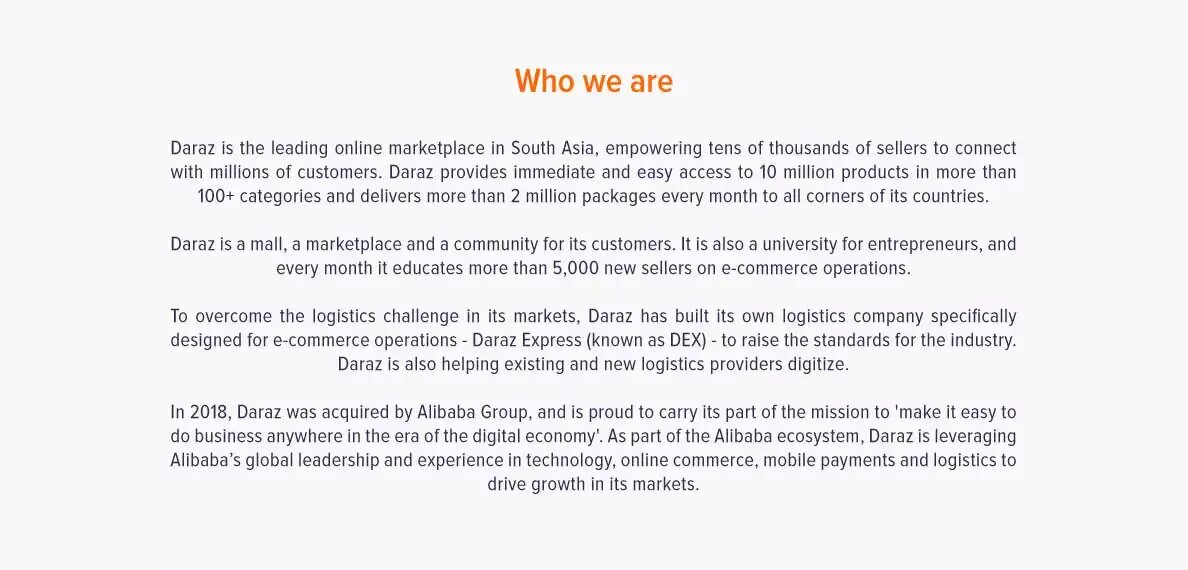 Who we are
Daraz is the leading online marketplace in South Asia, empowering tens of thousands of sellers to connect
with millions of customers. Daraz provides immediate and easy access to 10 million products in more than
100+ categories and delivers more than 2 million packages every month to all corners of its countries.
Daraz is a mall, a marketplace and a community for its customers. It is also a university for entrepreneurs, and
every month it educates more than 5,000 new sellers on e-commerce operations.
To overcome the logistics challenge in its markets, Daraz has built its own logistics company specifically
designed for e-commerce operations - Daraz Express (known as DEX) - to raise the standards for the industry.
Daraz is also helping existing and new logistics providers digitize.
In 2018, Daraz was acquired by Alibaba Group, and is proud to carry its part of the mission to 'make it easy to
do business anywhere in the era of the digital economy'. As part of the Alibaba ecosystem, Daraz is leveraging
Alibaba’s global leadership and experience in technology, online commerce, mobile payments and logistics to
drive growth in its markets.